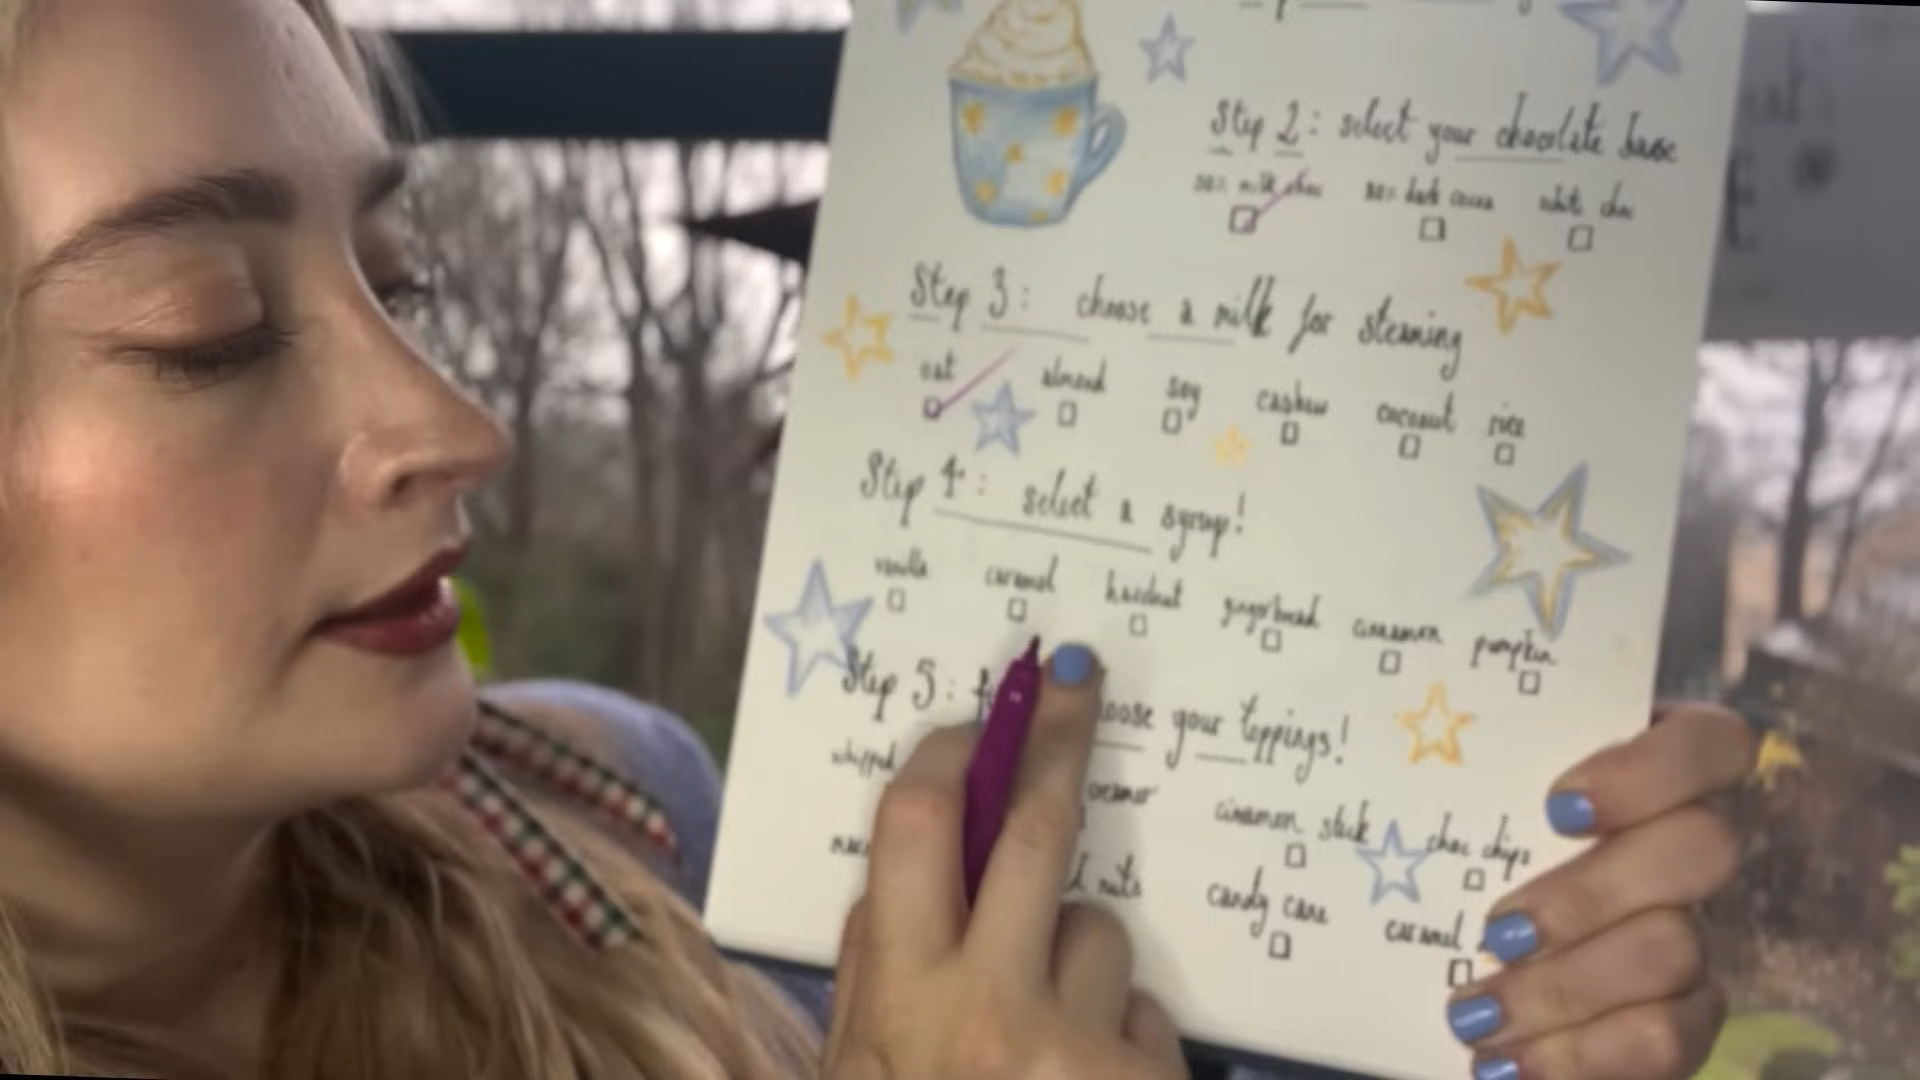 Step 2: select your chocolate base
50% milk choc 80% dark cocoa white choc
Step 3: choose a milk for steaming
oat almond soy cashew coconut rice
Step 4: select a syrup!
vanilla caramel hazelnut gingerbread cinnamon pumpkin
Step 5: your toppings!
whipped cinnamon stick choc chips
nuts candy cane caramel